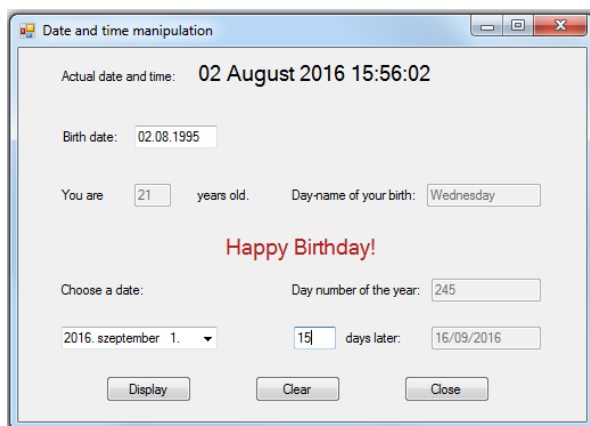 Date and time manipulation
Actual date and time: 02 August 2016 15:56:02
Birth date: 02.08.1995
You are 21 years old. Day-name of your birth: Wednesday
Happy Birthday!
Choose a date: Day number of the year: 245
2016. szeptember 1. 15 days later: 16/09/2016
Display Clear Close